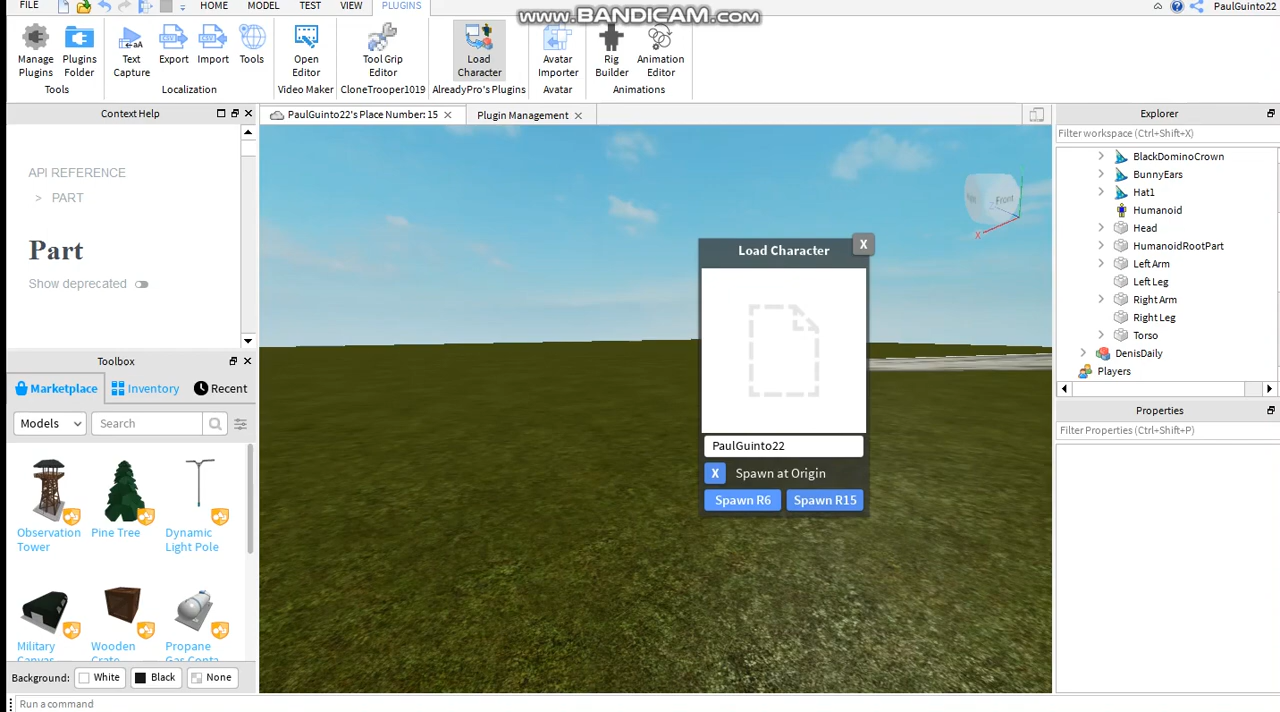 www.BANDICAM.com
FILE HOME MODEL TEST VIEW PLUGINS PaulGuinto22
Manage Plugins
Plugins Folder
Tools
Text Capture
Export
Import
Tools
Localization
Open Editor
Video Maker
Tool Grip Editor
CloneTrooper1019
Load Character
AlreadyPro's Plugins
Avatar Importer
Avatar
Rig Builder
Animation Editor
Animations
Context Help
API REFERENCE
> PART
Part
Show deprecated
Toolbox
Marketplace Inventory Recent
Models Search
Observation Tower
Pine Tree
Dynamic Light Pole
Military
Wooden
Propane
Background: White Black None
Run a command
PaulGuinto22's Place Number: 15 Plugin Management
Front
X
Load Character X
PaulGuinto22
X Spawn at Origin
Spawn R6 Spawn R15
Explorer
Filter workspace (Ctrl+Shift+X)
BlackDominoCrown
BunnyEars
Hat1
Humanoid
Head
HumanoidRootPart
Left Arm
Left Leg
Right Arm
Right Leg
Torso
DenisDaily
Players
Properties
Filter Properties (Ctrl+Shift+P)